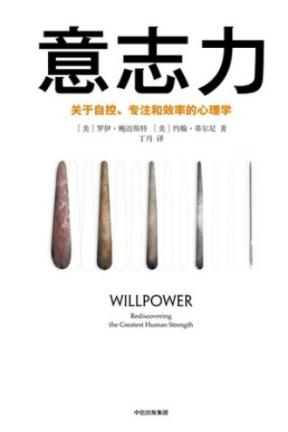 意志力
关于自控、专注和效率的心理学
[美] 罗伊·鲍迈斯特 [美] 约翰·蒂尔尼 著
丁丹 译
WILLPOWER
Rediscovering
the Greatest Human Strength
中信出版集团